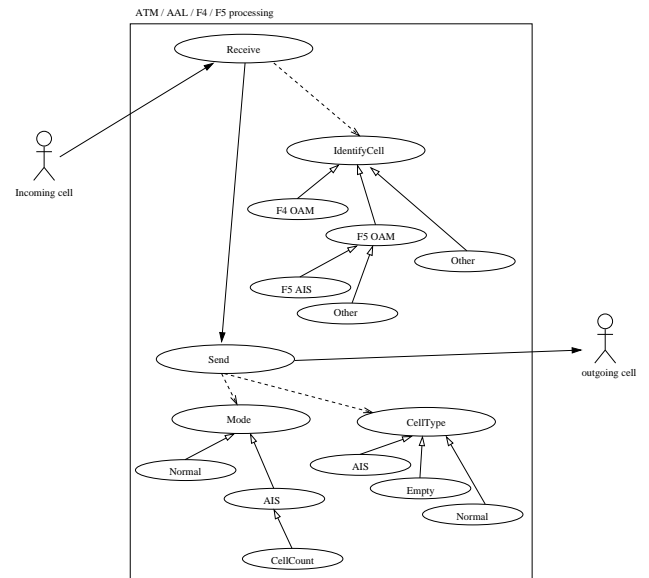 ATM / AAL / F4 / F5 processing
Receive
IdentifyCell
Incoming cell
F4 OAM
F5 OAM
Other
F5 AIS
Other
Send
outgoing cell
Mode
CellType
Normal
AIS
Empty
AIS
Normal
CellCount